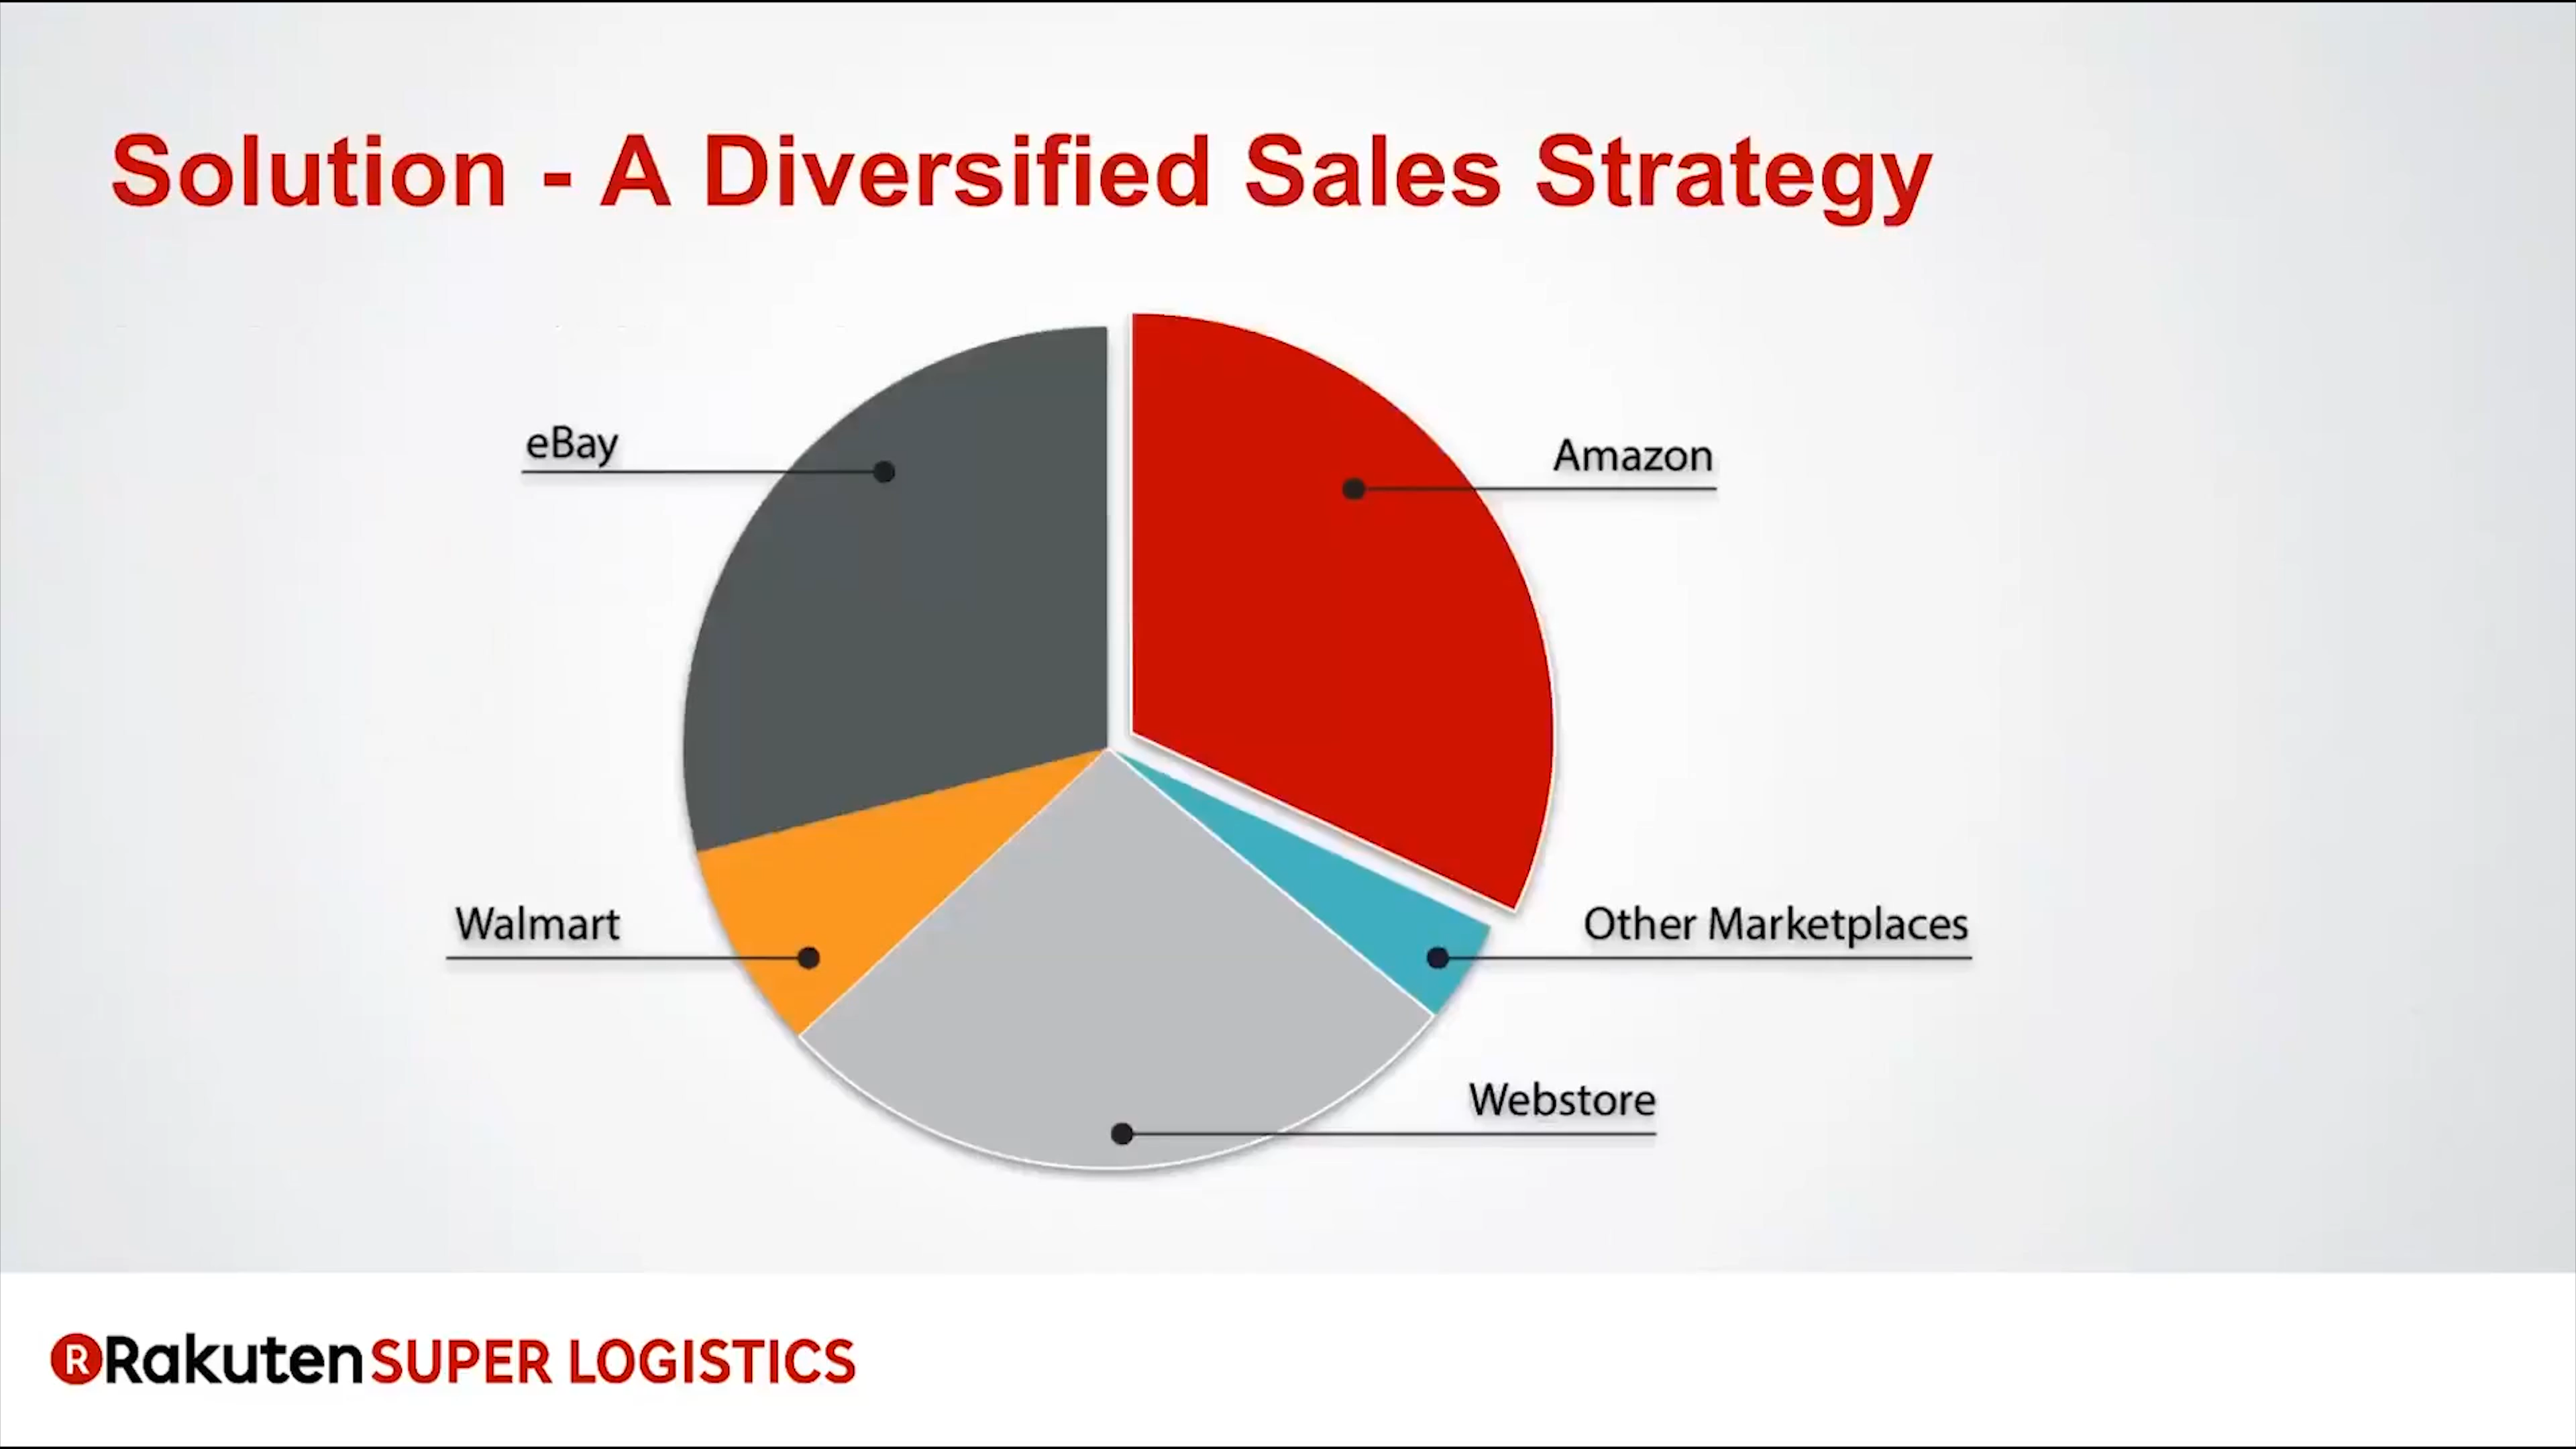 Solution - A Diversified Sales Strategy
eBay
Amazon
Walmart
Other Marketplaces
Webstore
R Rakuten SUPER LOGISTICS